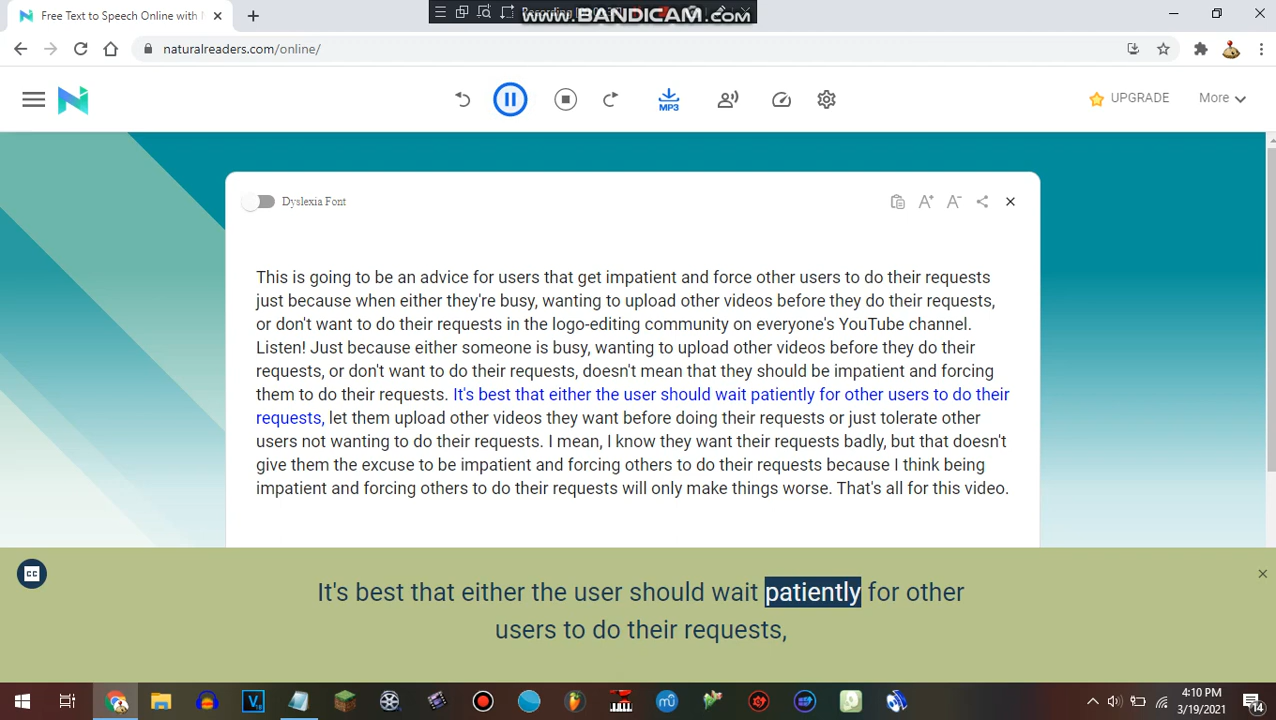 Free Text to Speech Online with N
www.BANDICAM.com
naturalreaders.com/online/
MP3
UPGRADE
More
Dyslexia Font
A+
A-
This is going to be an advice for users that get impatient and force other users to do their requests
just because when either they're busy, wanting to upload other videos before they do their requests,
or don't want to do their requests in the logo-editing community on everyone's YouTube channel.
Listen! Just because either someone is busy, wanting to upload other videos before they do their
requests, or don't want to do their requests, doesn't mean that they should be impatient and forcing
them to do their requests. It's best that either the user should wait patiently for other users to do their
requests, let them upload other videos they want before doing their requests or just tolerate other
users not wanting to do their requests. I mean, I know they want their requests badly, but that doesn't
give them the excuse to be impatient and forcing others to do their requests because I think being
impatient and forcing others to do their requests will only make things worse. That's all for this video.
CC
It's best that either the user should wait patiently for other
users to do their requests,
4:10 PM
3/19/2021
14